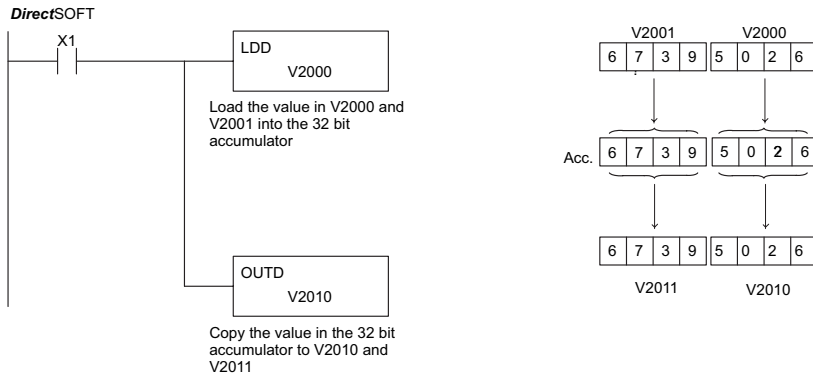 DirectSOFT
X1
LDD
V2000
Load the value in V2000 and
V2001 into the 32 bit
accumulator
OUTD
V2010
Copy the value in the 32 bit
accumulator to V2010 and
V2011
V2001 V2000
6 7 3 9 5 0 2 6
Acc. 6 7 3 9 5 0 2 6
6 7 3 9 5 0 2 6
V2011 V2010